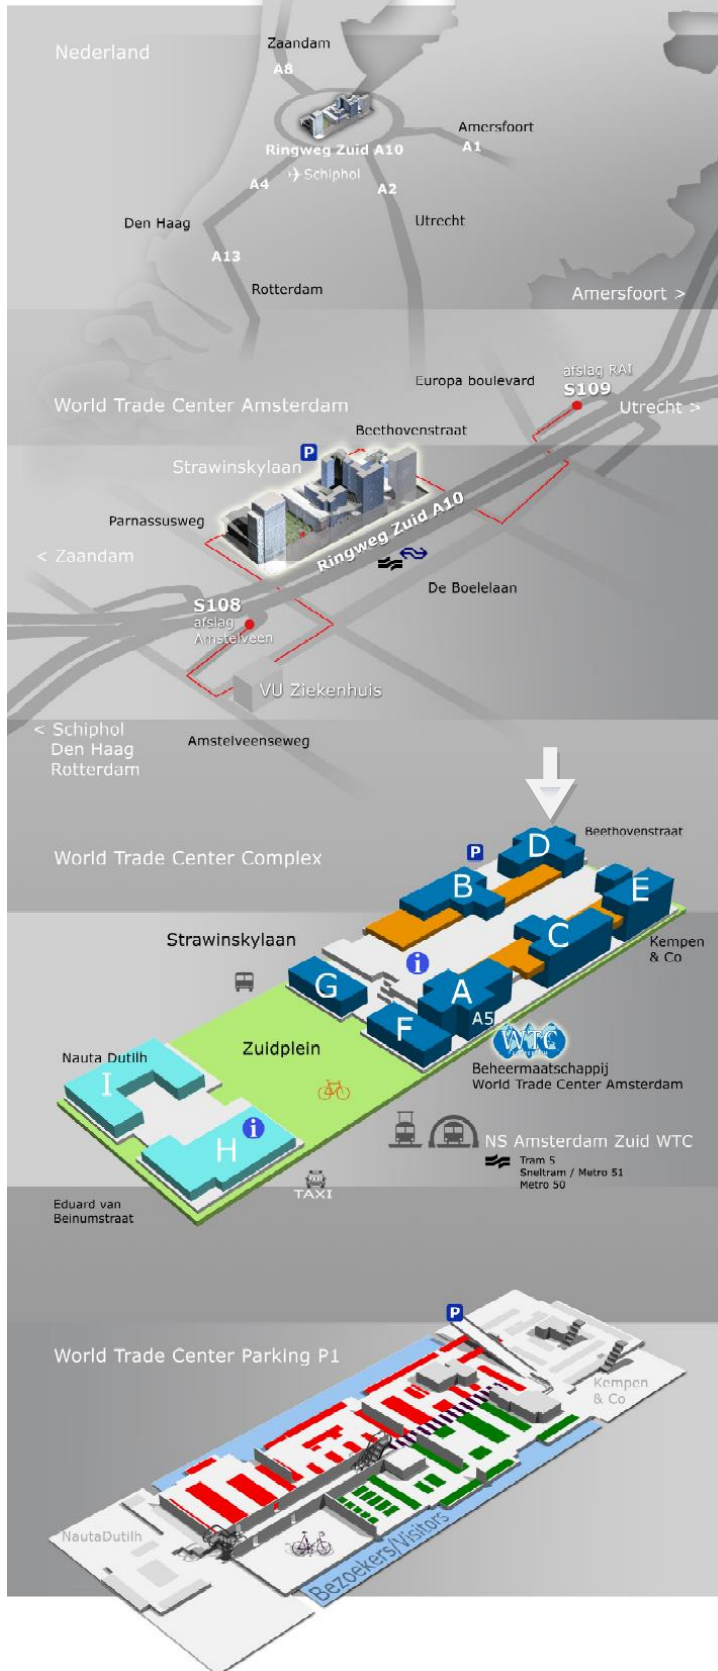 Nederland
Zaandam
A8
Amersfoort
A1
Ringweg Zuid A10
Schiphol
A4
A2
Den Haag
Utrecht
A13
Rotterdam
Amersfoort >
afslag RAI
S109
Europa boulevard
Utrecht >
World Trade Center Amsterdam
Beethovenstraat
P
Strawinskylaan
Parnassusweg
Ringweg Zuid A10
< Zaandam
De Boelelaan
S108
afslag
Amstelveen
VU Ziekenhuis
< Schiphol
Den Haag
Rotterdam
Amstelveenseweg
Beethovenstraat
World Trade Center Complex
P
D
B
E
C
Strawinskylaan
Kempen
& Co
i
G
A
A5
F
WTC
Zuidplein
Nauta Dutilh
Beheermaatschappij
World Trade Center Amsterdam
I
i
H
NS Amsterdam Zuid WTC
Tram 5
Sneltram / Metro 51
Metro 50
TAXI
Eduard van
Beinumstraat
P
World Trade Center Parking P1
Kempen
& Co
NautaDutilh
Bezoekers/Visitors